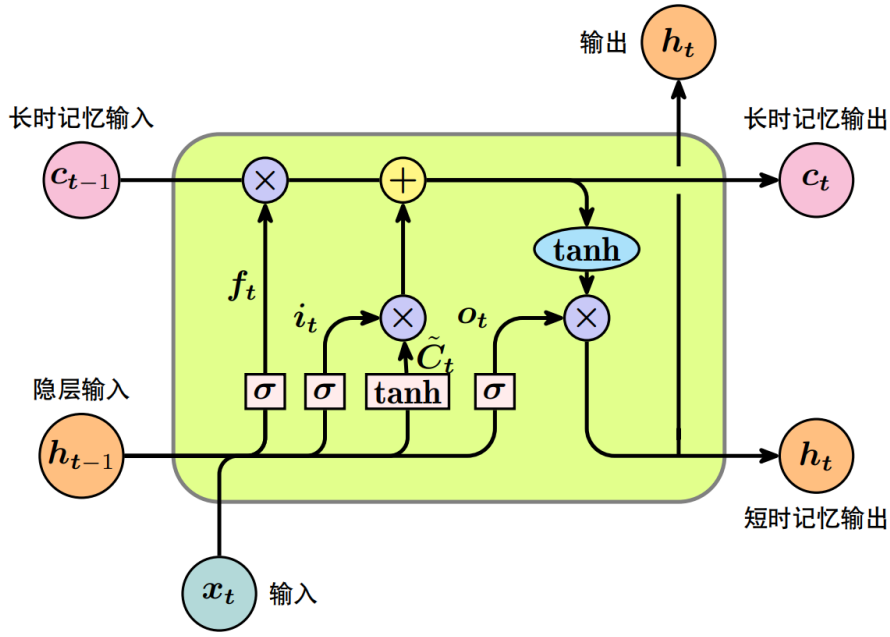 输出
h_t
长时记忆输入
长时记忆输出
c_{t-1}
×
+
c_t
tanh
f_t
i_t
×
o_t
×
C̃_t
隐层输入
σ
σ
tanh
σ
h_{t-1}
h_t
短时记忆输出
x_t
输入